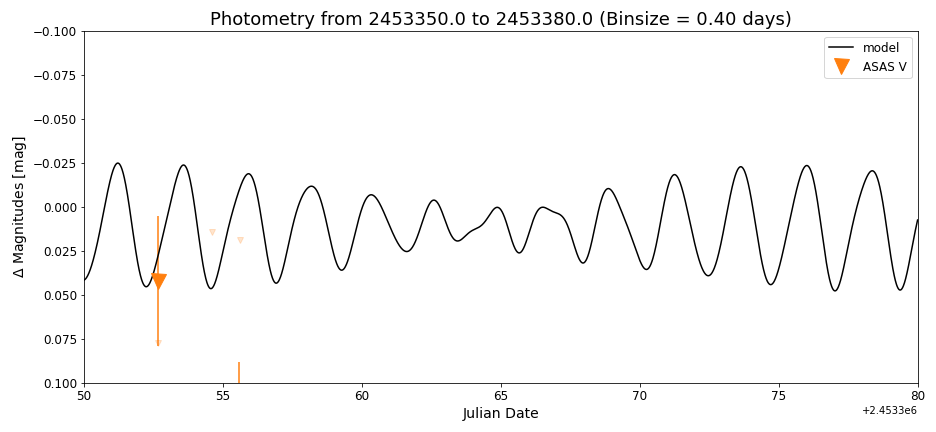 Photometry from 2453350.0 to 2453380.0 (Binsize = 0.40 days)
−0.100
−0.075
−0.050
−0.025
0.000
0.025
0.050
0.075
0.100
Δ Magnitudes [mag]
model
ASAS V
50 55 60 65 70 75 80
+2.4533e6
Julian Date